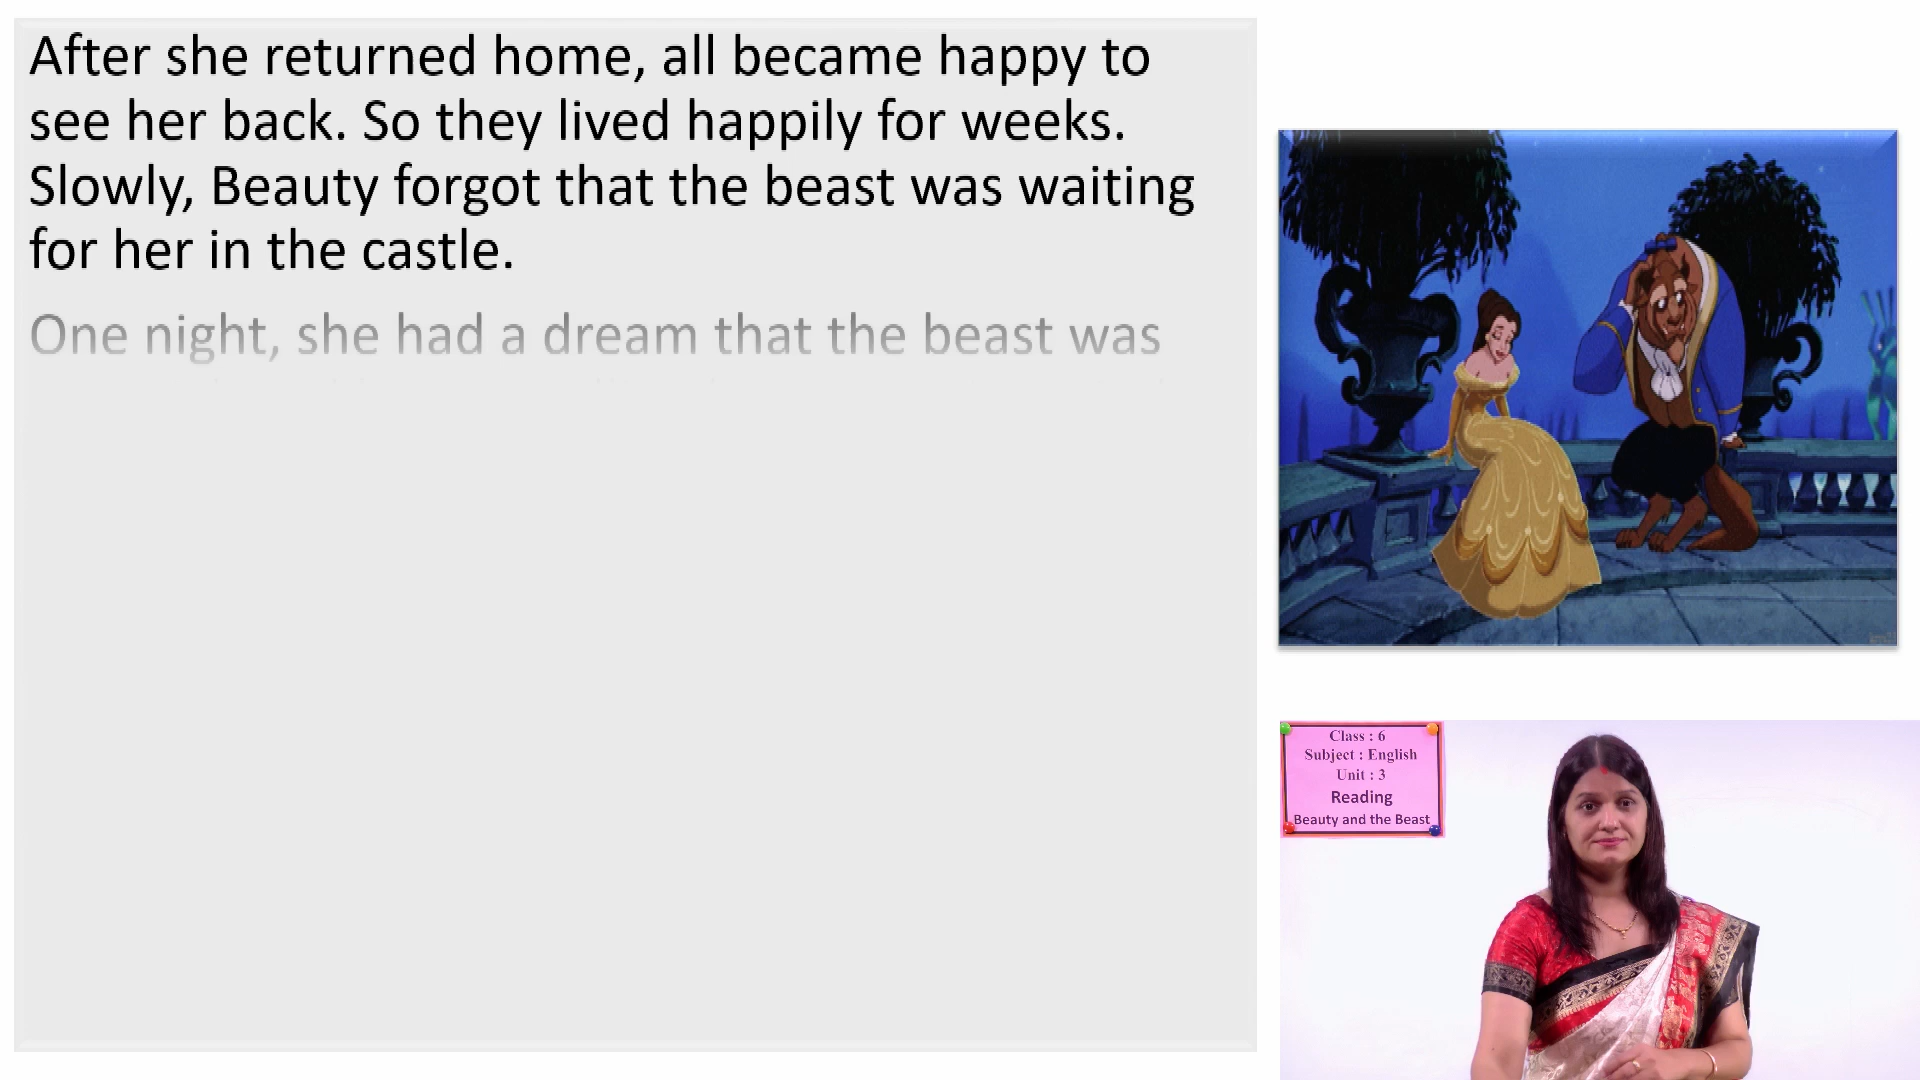 After she returned home, all became happy to
see her back. So they lived happily for weeks.
Slowly, Beauty forgot that the beast was waiting
for her in the castle.
One night, she had a dream that the beast was
Class : 6
Subject : English
Unit : 3
Reading
Beauty and the Beast